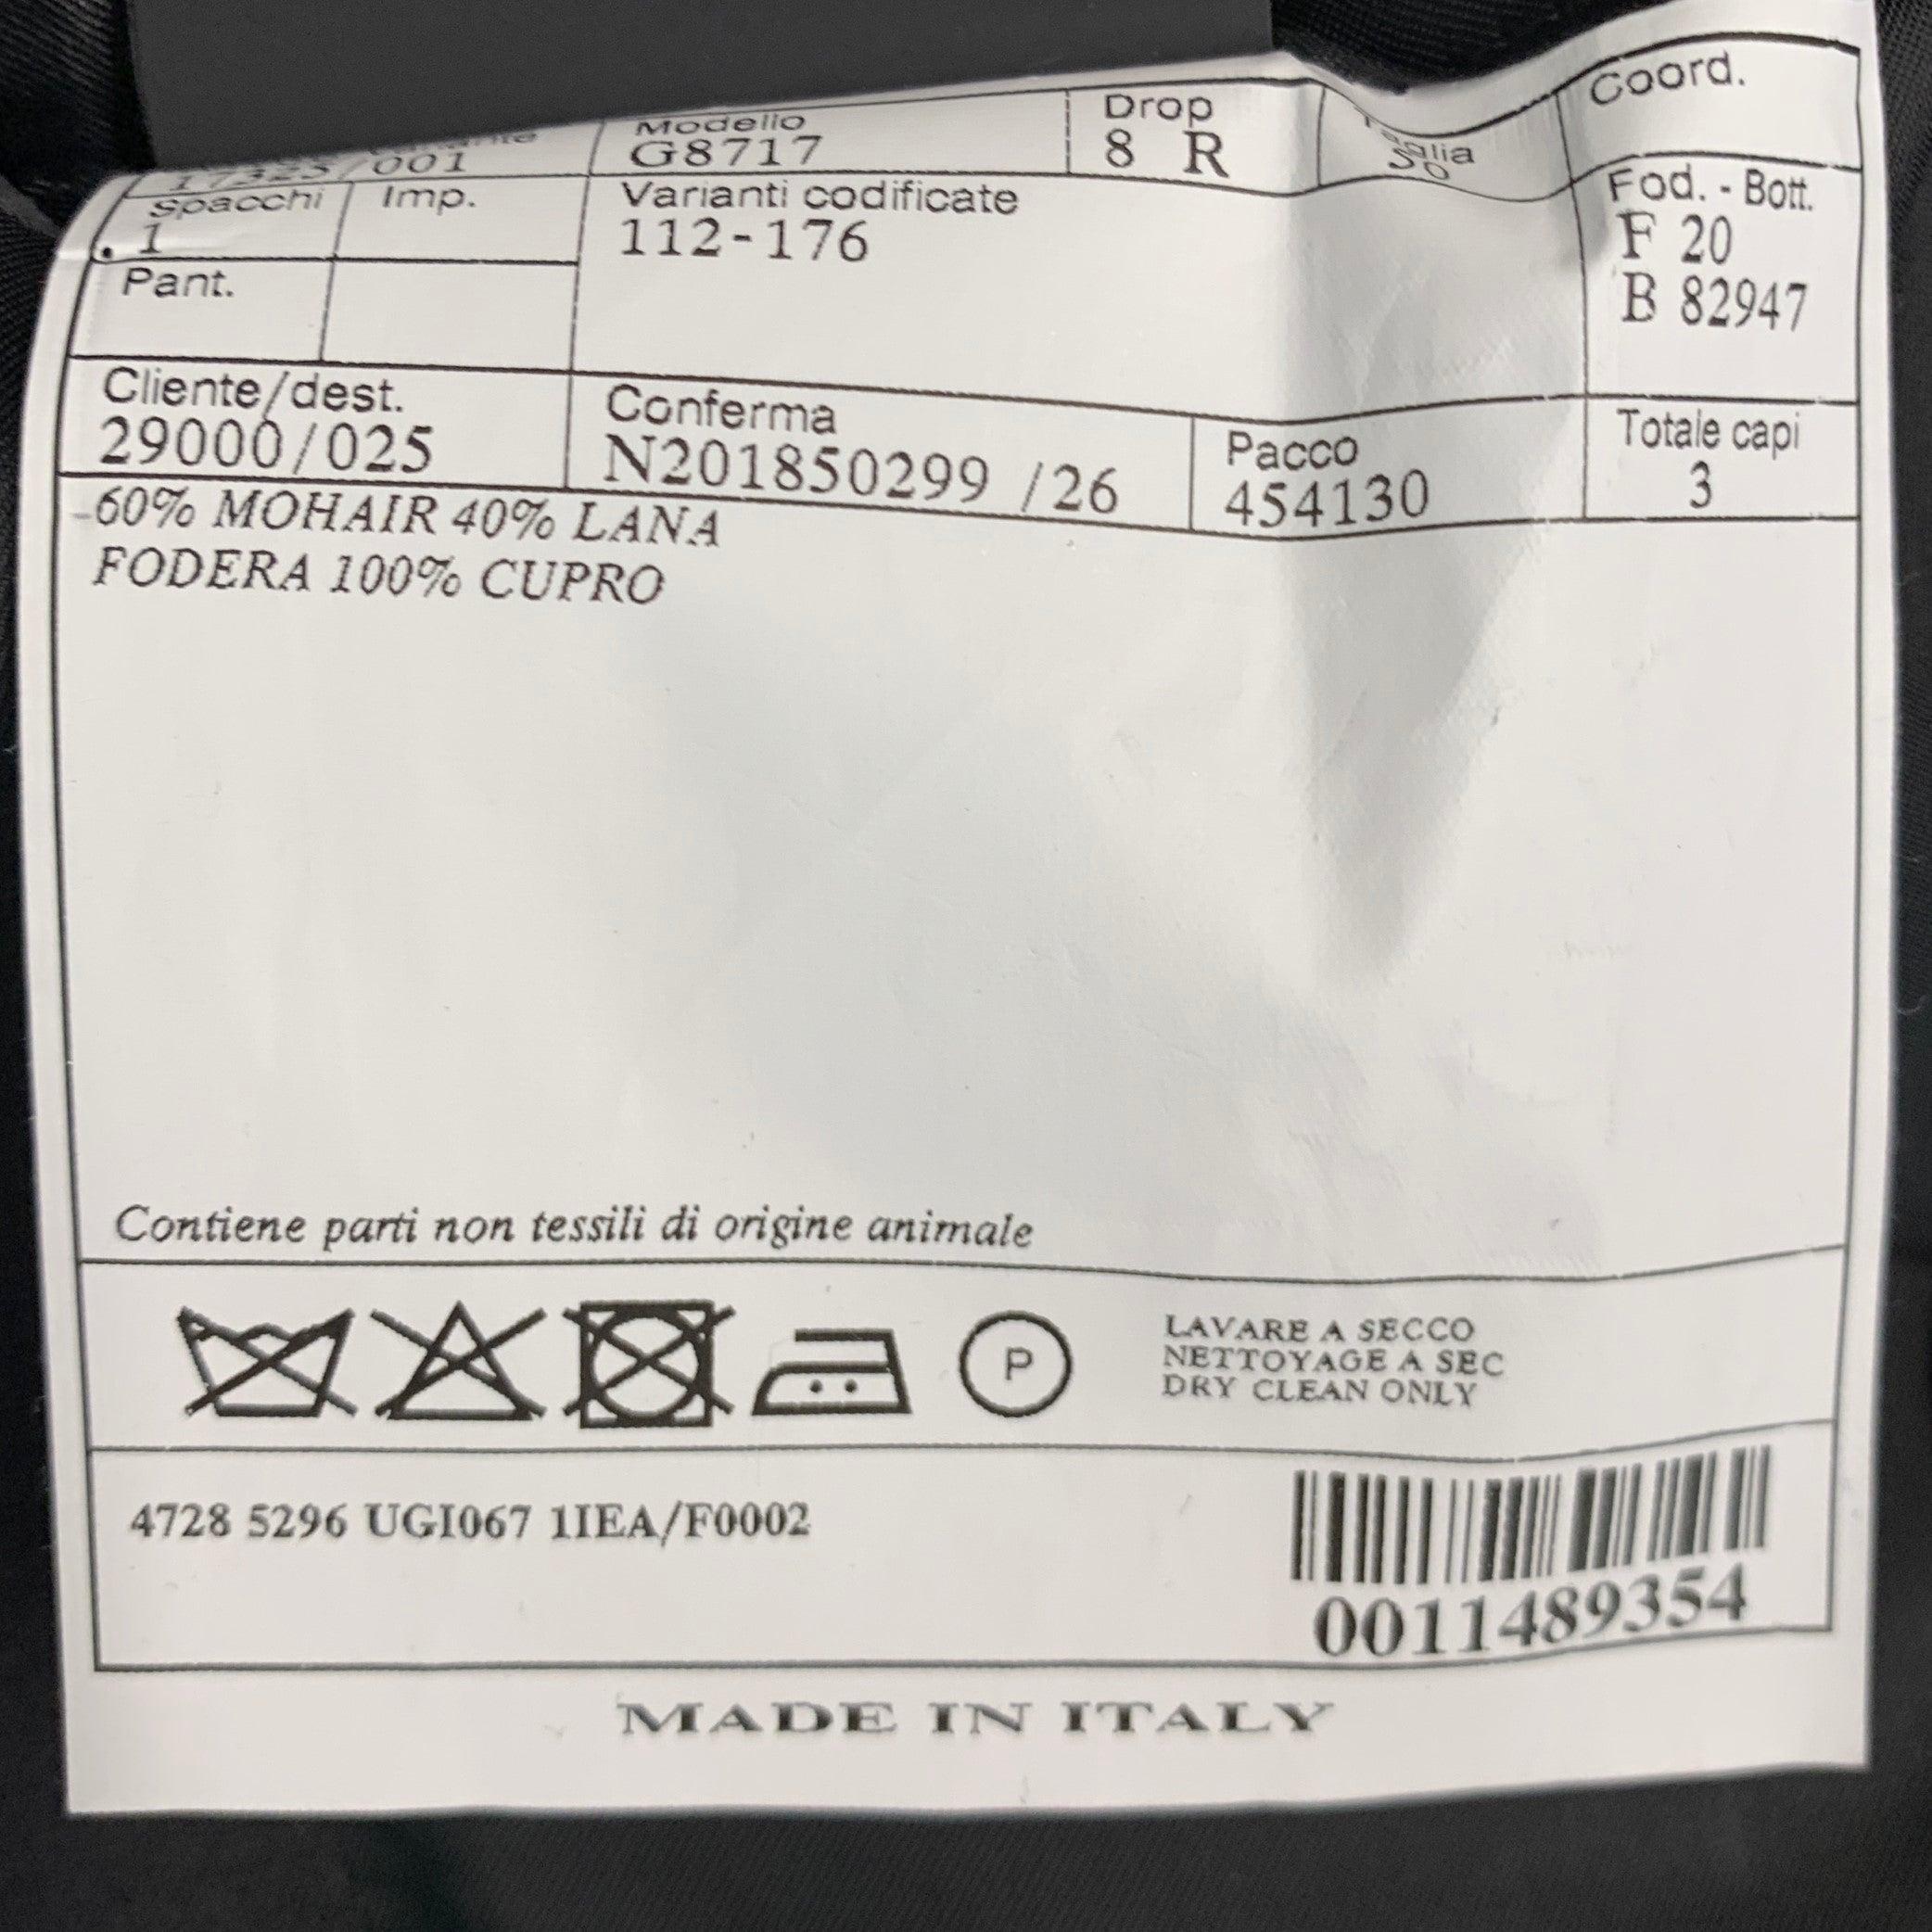 Modello
Drop
Coord.
/001
G8717
8 R
Taglia
50
Spacchi
Imp.
Varianti codificate
Fod. - Bott.
1
112-176
F 20
Pant.
B 82947
Cliente/dest.
Conferma
Pacco
Totale capi
29000/025
N201850299 /26
454130
3
60% MOHAIR 40% LANA
FODERA 100% CUPRO
Contiene parti non tessili di origine animale
P
LAVARE A SECCO
NETTOYAGE A SEC
DRY CLEAN ONLY
4728 5296 UGI067 1IEA/F0002
0011489354
MADE IN ITALY